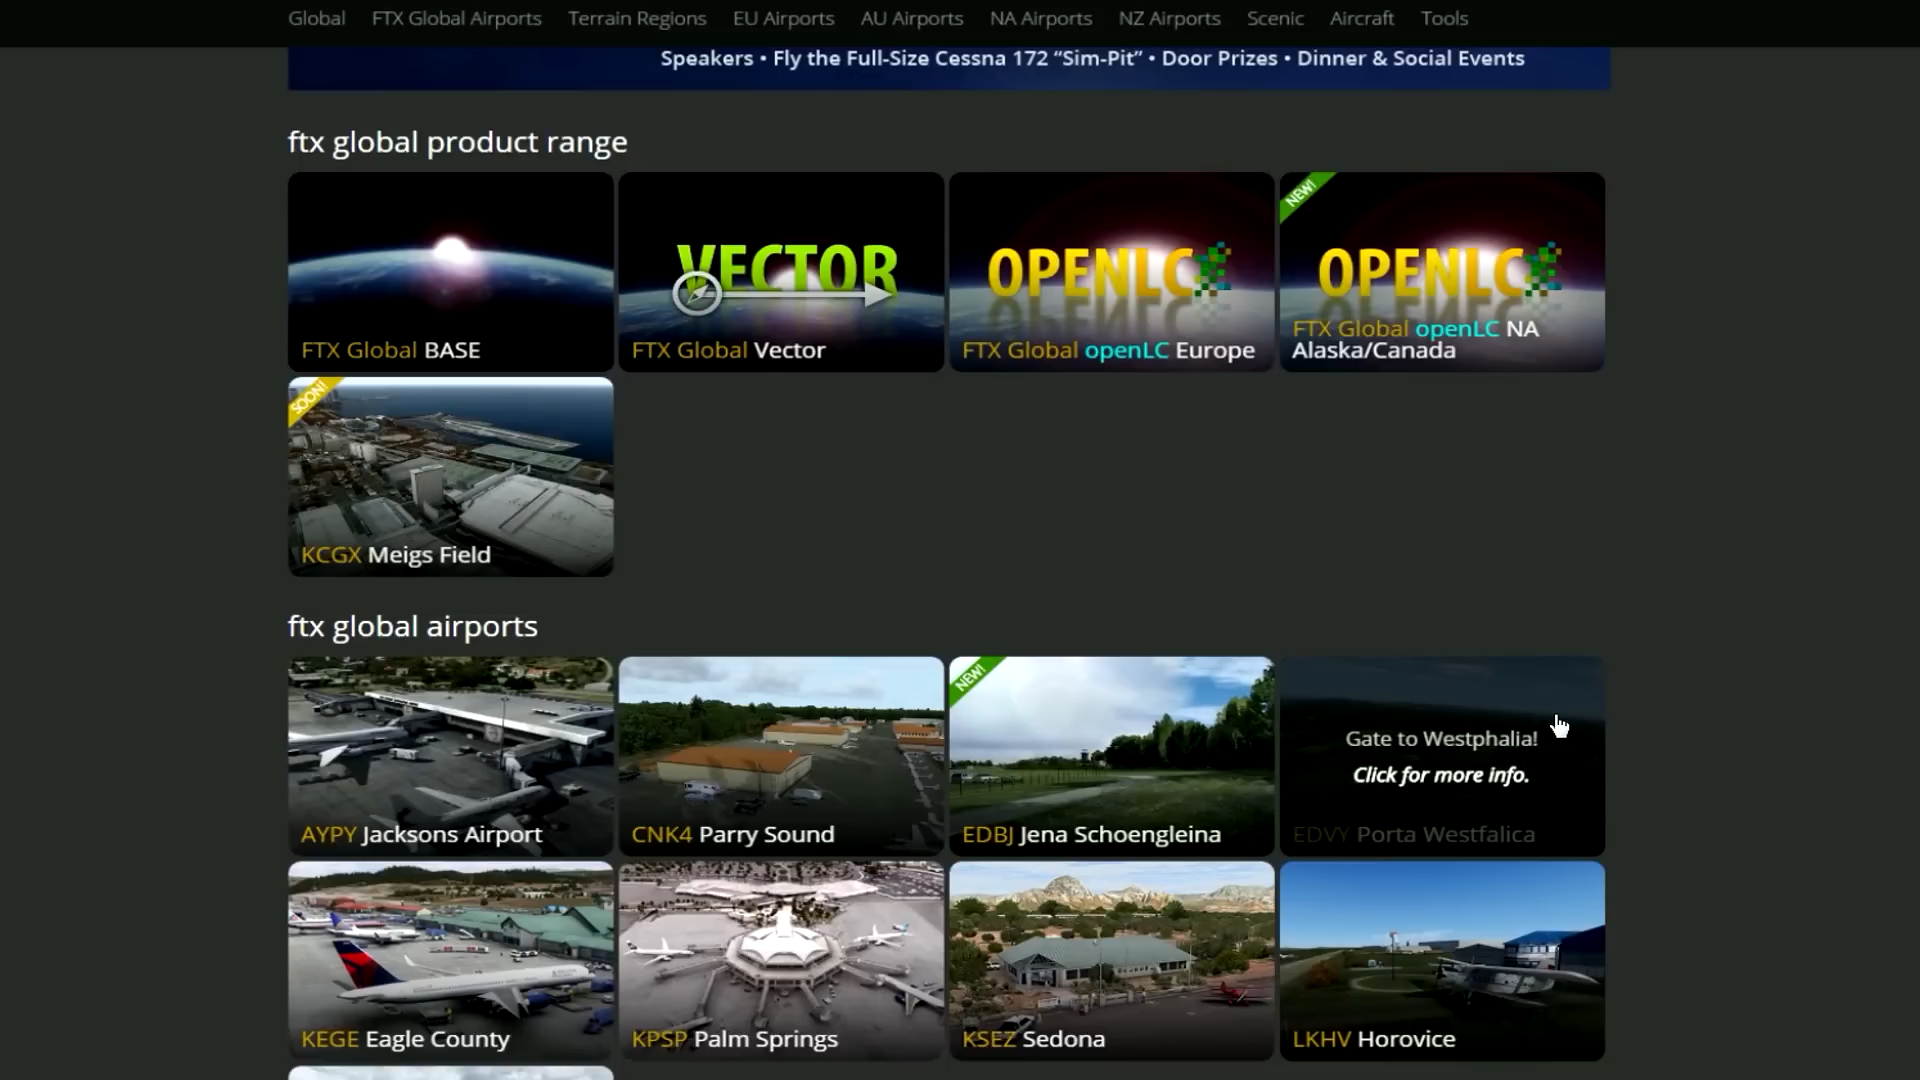 Global FTX Global Airports Terrain Regions EU Airports AU Airports NA Airports NZ Airports Scenic Aircraft Tools
Speakers • Fly the Full-Size Cessna 172 “Sim-Pit” • Door Prizes • Dinner & Social Events
ftx global product range
FTX Global BASE
VECTOR
FTX Global Vector
OPENLC
FTX Global openLC Europe
NEW!
OPENLC
FTX Global openLC NA
Alaska/Canada
SOON!
KCGX Meigs Field
ftx global airports
AYPY Jacksons Airport
CNK4 Parry Sound
NEW!
EDBJ Jena Schoengleina
Gate to Westphalia!
Click for more info.
EDVY Porta Westfalica
KEGE Eagle County
KPSP Palm Springs
KSEZ Sedona
LKHV Horovice